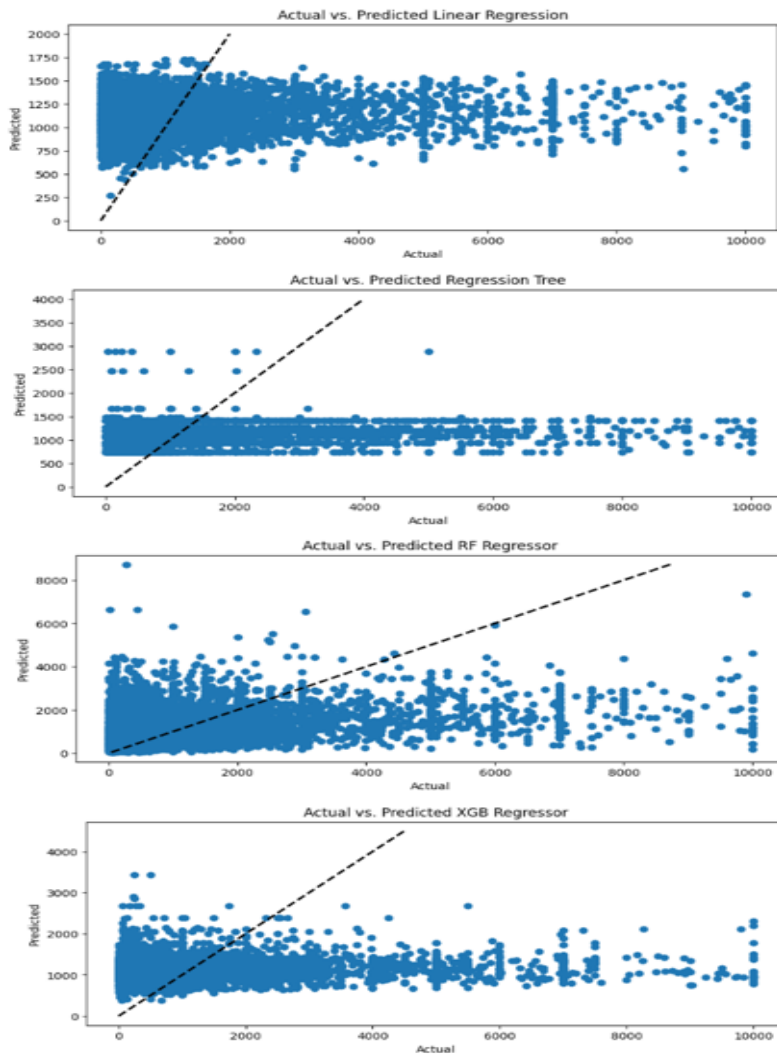 Actual vs. Predicted Linear Regression
2000
1750
1500
1250
1000
750
500
250
0
Predicted
0 2000 4000 6000 8000 10000
Actual
Actual vs. Predicted Regression Tree
4000
3500
3000
2500
2000
1500
1000
500
0
Predicted
0 2000 4000 6000 8000 10000
Actual
Actual vs. Predicted RF Regressor
8000
6000
4000
2000
0
Predicted
0 2000 4000 6000 8000 10000
Actual
Actual vs. Predicted XGB Regressor
4000
3000
2000
1000
0
Predicted
0 2000 4000 6000 8000 10000
Actual